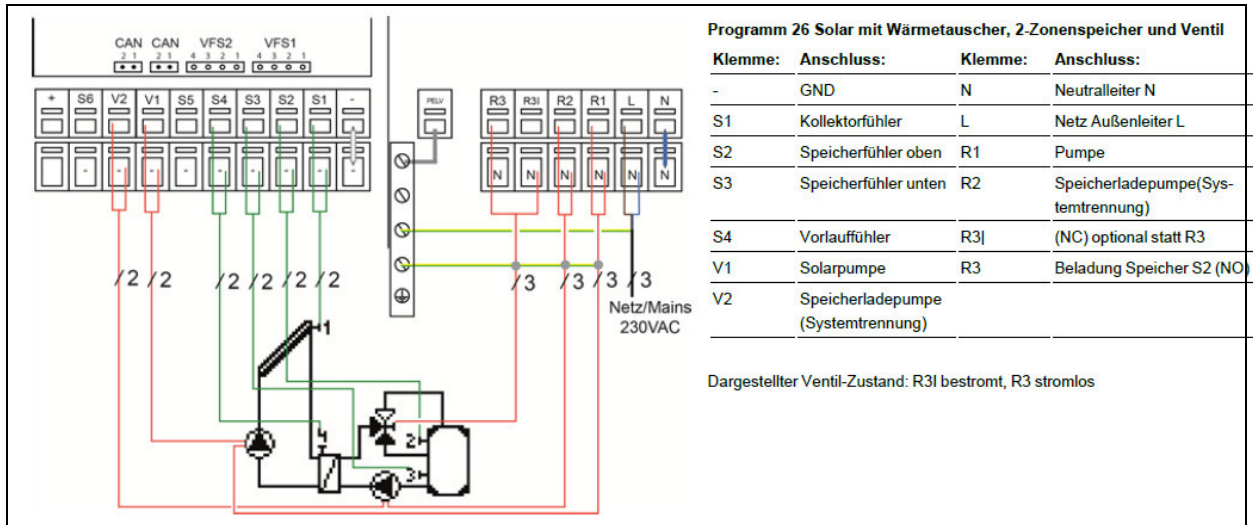 CAN CAN VFS2 VFS1
2 1 2 1 4 3 2 1 4 3 2 1
+ S6 V2 V1 S5 S4 S3 S2 S1 -
- - - - - - - - -
PELV
R3 R3I R2 R1 L N
N N N N N N
/2 /2 /2 /2 /2 /2
/3 /3 /3 /3
Netz/Mains
230VAC
1
4
2
3
Programm 26 Solar mit Wärmetauscher, 2-Zonenspeicher und Ventil
Klemme: Anschluss: Klemme: Anschluss:
- GND N Neutralleiter N
S1 Kollektorfühler L Netz Außenleiter L
S2 Speicherfühler oben R1 Pumpe
S3 Speicherfühler unten R2 Speicherladepumpe(Sys-
temtrennung)
S4 Vorlauffühler R3| (NC) optional statt R3
V1 Solarpumpe R3 Beladung Speicher S2 (NO)
V2 Speicherladepumpe
(Systemtrennung)
Dargestellter Ventil-Zustand: R3I bestromt, R3 stromlos